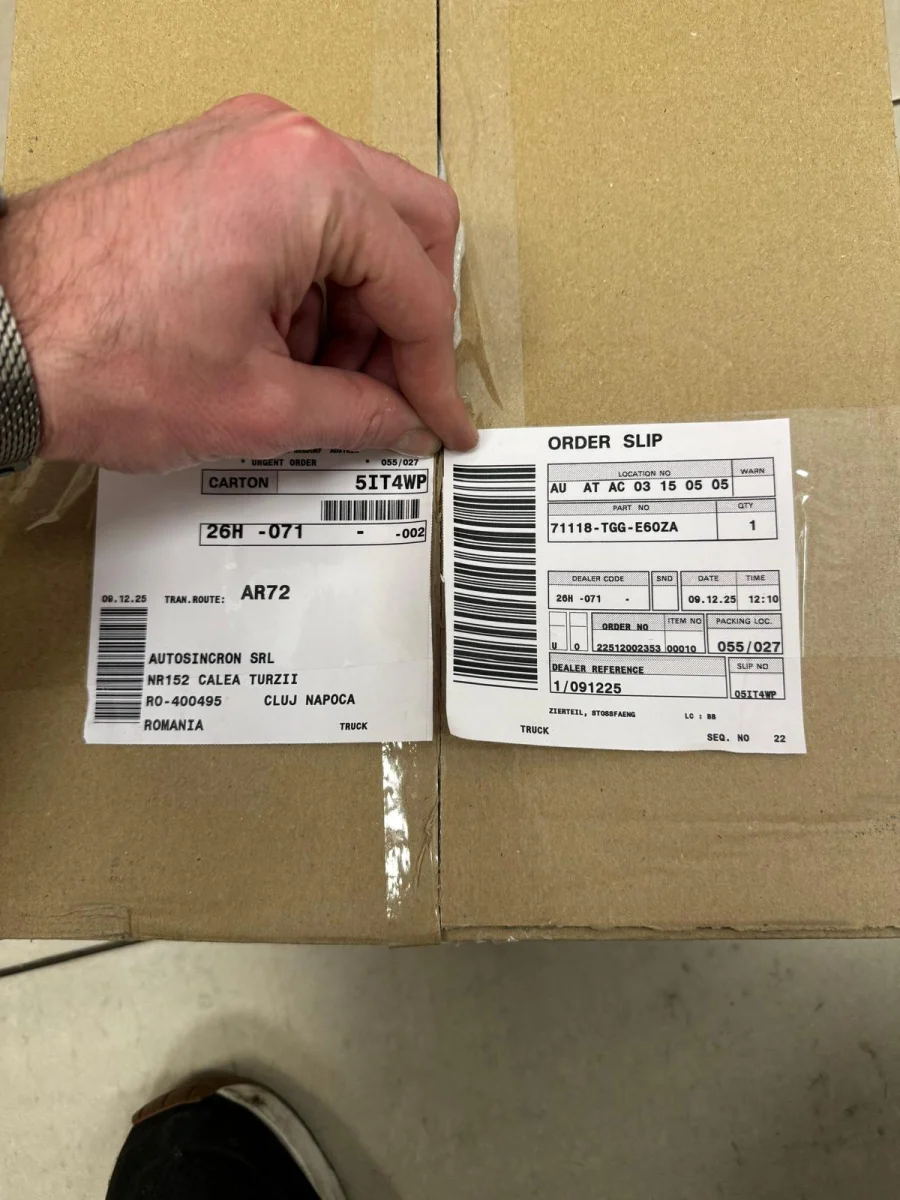 * URGENT ORDER * 055/027
CARTON 5IT4WP
26H -071 - -002
09.12.25 TRAN.ROUTE: AR72
AUTOSINCRON SRL
NR152 CALEA TURZII
RO-400495 CLUJ NAPOCA
ROMANIA TRUCK
ORDER SLIP
LOCATION NO WARN
AU AT AC 03 15 05 05
PART NO QTY
71118-TGG-E60ZA 1
DEALER CODE SND DATE TIME
26H -071 - 09.12.25 12:10
ORDER NO ITEM NO PACKING LOC.
U 0 22512002353 00010 055/027
DEALER REFERENCE SLIP NO
1/091225 05IT4WP
ZIERTEIL, STOSSFAENG LC : BB
TRUCK SEQ. NO 22